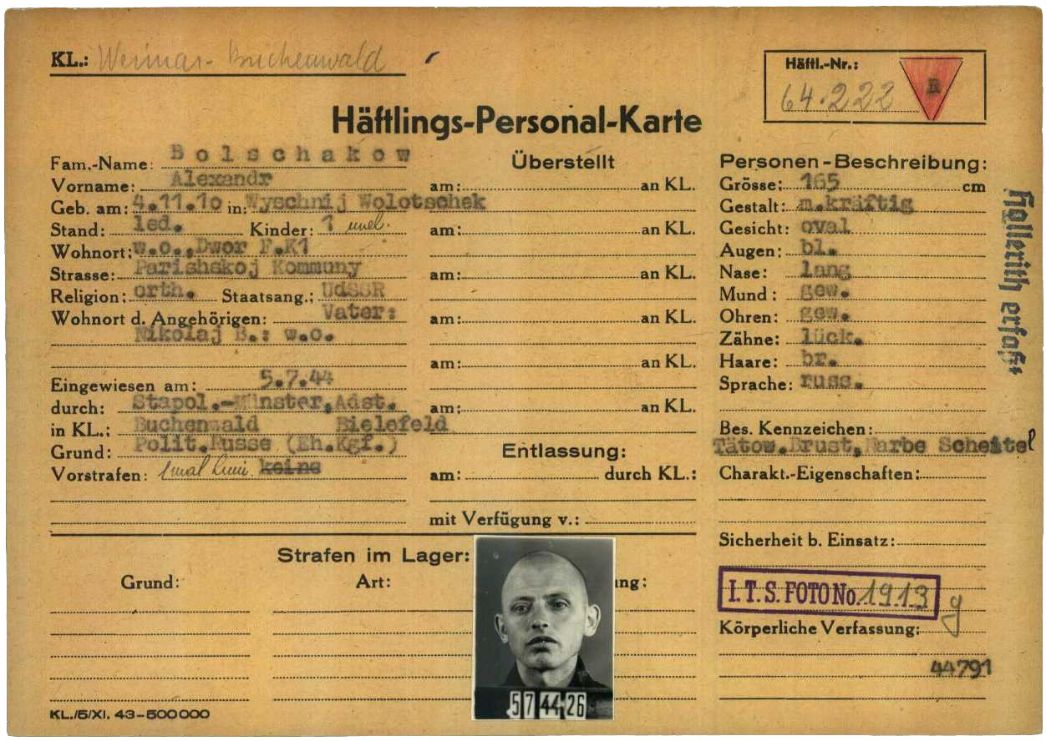 KL.: Weimar-Buchenwald
Häftl.-Nr.:
64.222
R
Häftlings-Personal-Karte
Fam.-Name: Bolschakow
Vorname: Alexandr
Geb. am: 4.11.10 in: Wyschnij Wolotschek
Stand: led. Kinder: 1 unel.
Wohnort: w.o., Dwor F.K1
Strasse: Parishskoj Kommuny
Religion: orth. Staatsang.: UdSSR
Wohnort d. Angehörigen: Vater:
Nikolaj B.: w.o.
Eingewiesen am: 5.7.44
durch: Stapol.-Münster, Adst.
in KL.: Buchenwald Bielefeld
Grund: Polit.Russe (Eh.Kgf.)
Vorstrafen: 1mal keine
Überstellt
am: an KL.
am: an KL.
am: an KL.
am: an KL.
am: an KL.
am: an KL.
Entlassung:
am: durch KL.:
mit Verfügung v.:
Personen-Beschreibung:
Grösse: 165 cm
Gestalt: m.kräftig
Gesicht: oval
Augen: bl.
Nase: lang
Mund: gew.
Ohren: gew.
Zähne: lück.
Haare: br.
Sprache: russ.
Bes. Kennzeichen:
Tätow.Brust, Narbe Scheitel
Charakt.-Eigenschaften:
Sicherheit b. Einsatz:
I.T.S. FOTO No. 1913 g
Körperliche Verfassung:
44791
Hollerith erfaßt
Strafen im Lager:
Grund: Art: ng:
5 7 44 26
KL./5/XI. 43-500000